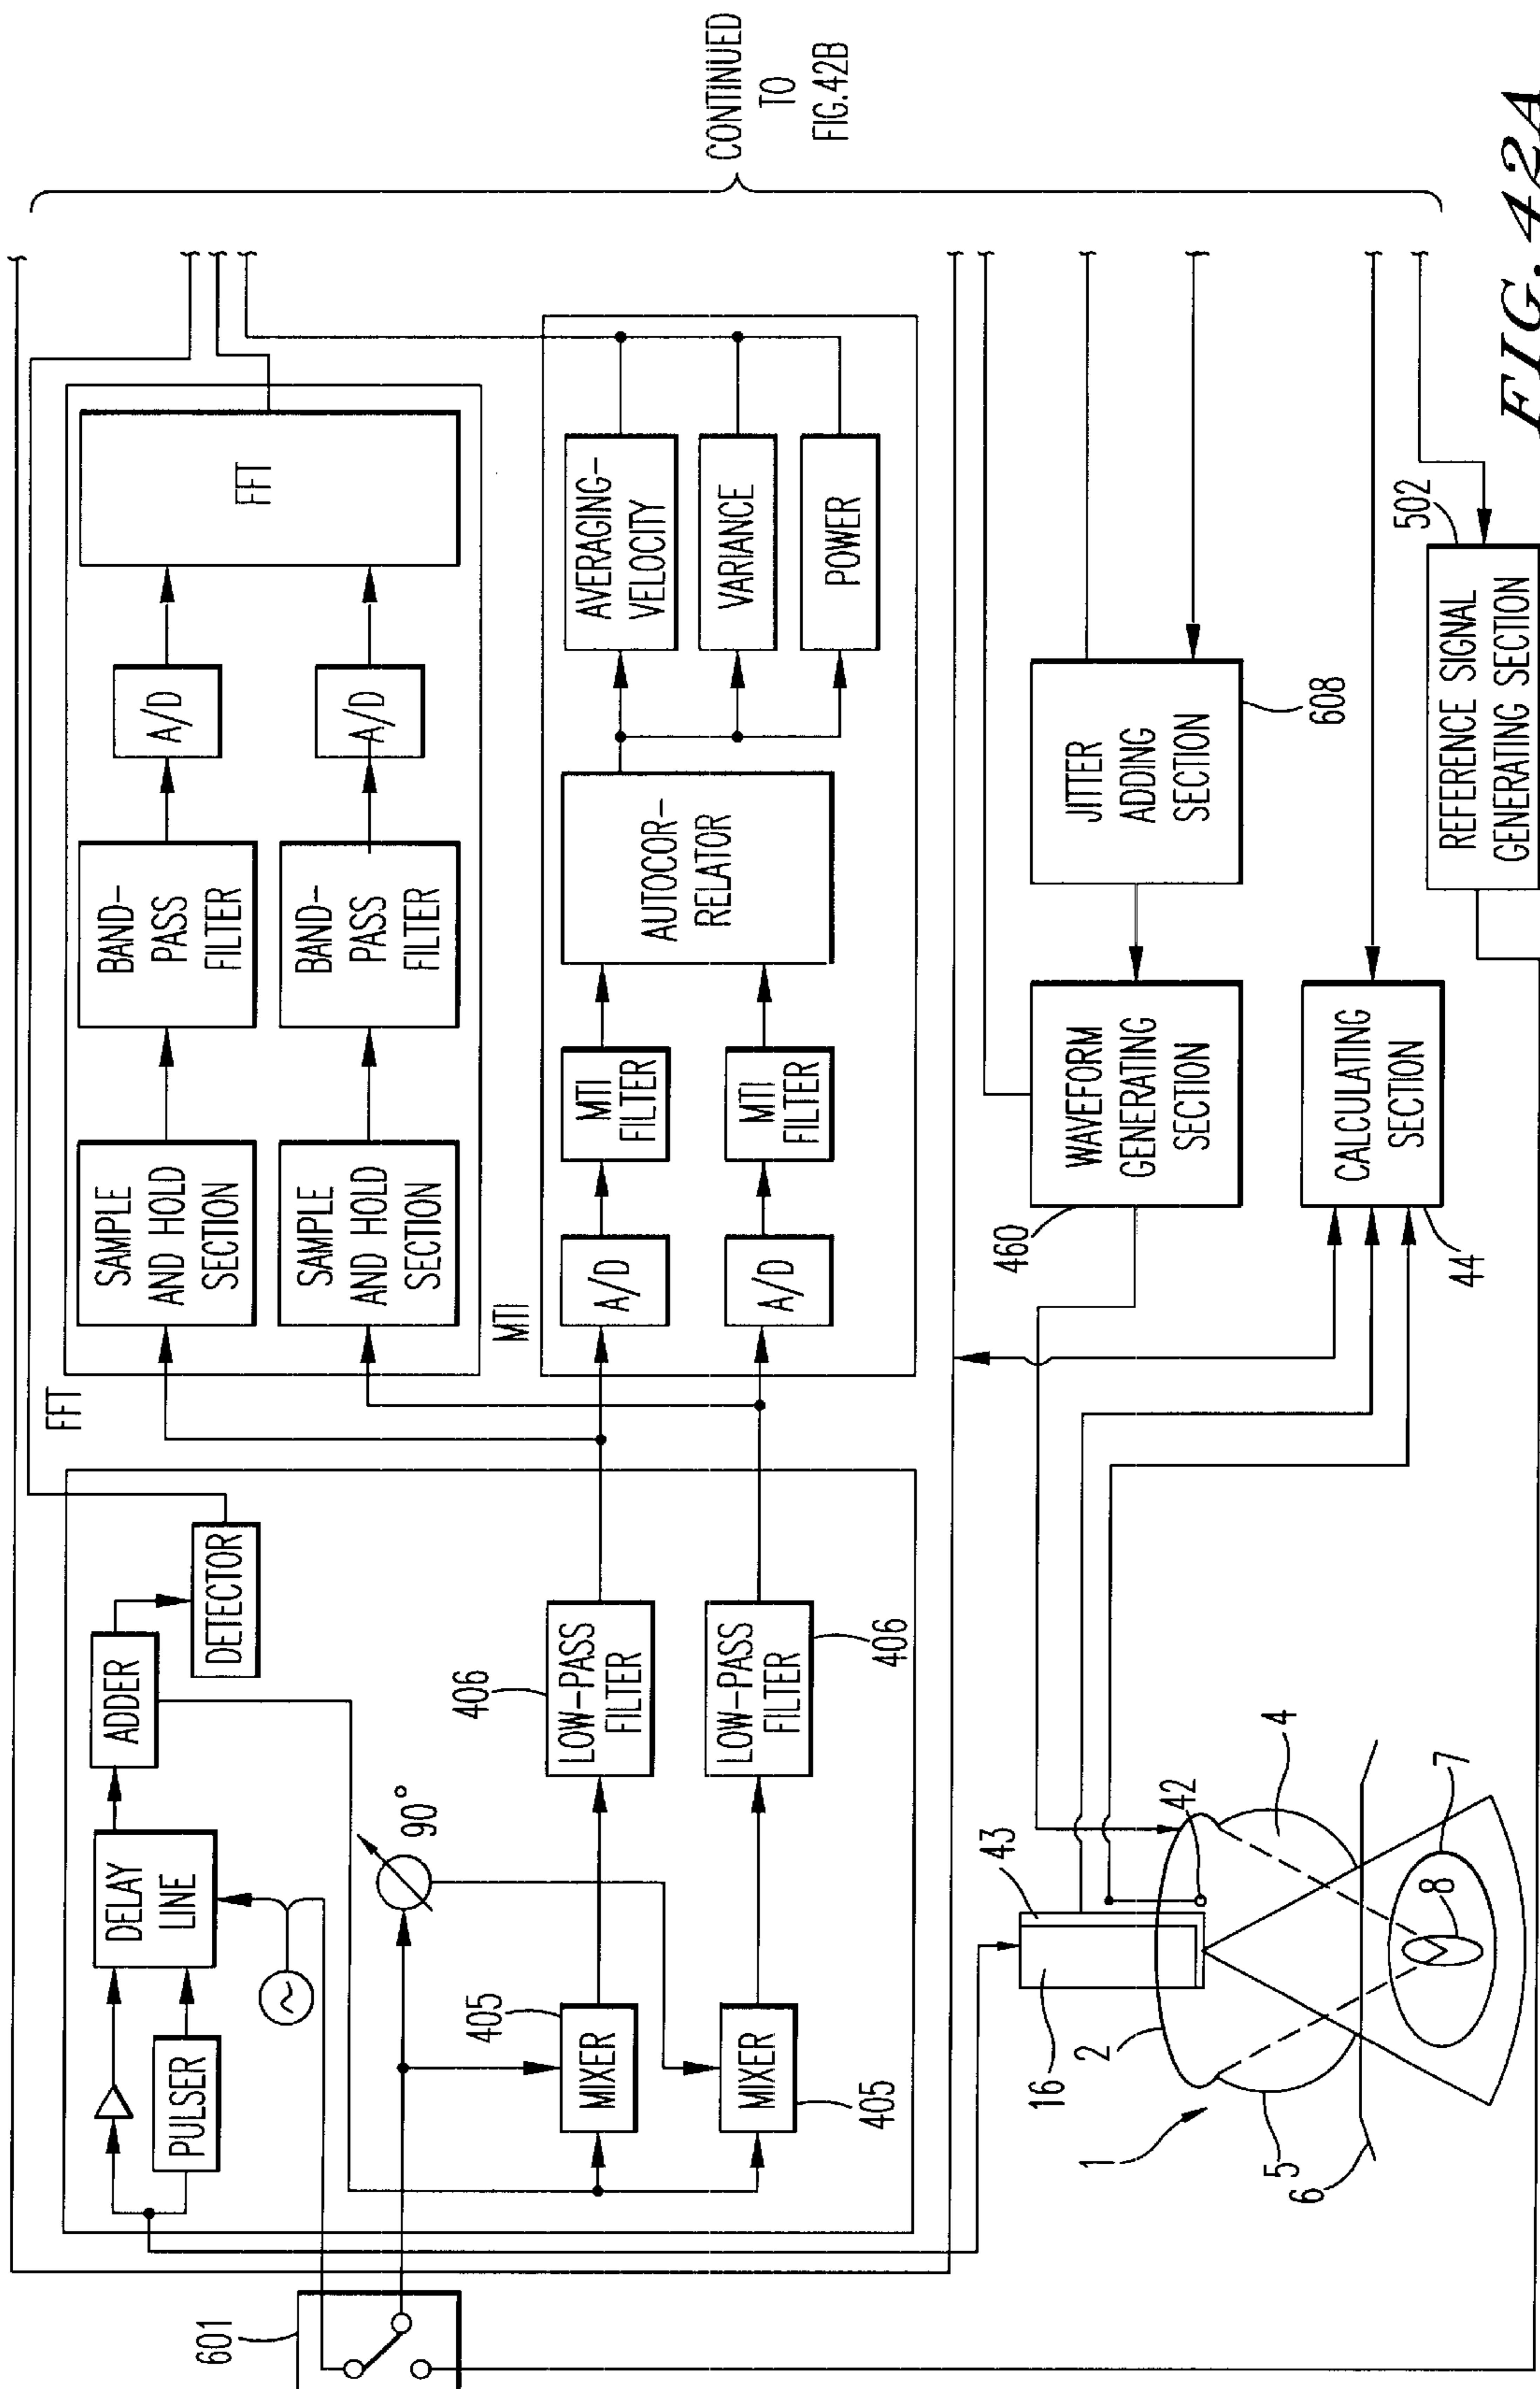 601
PULSER
DELAY
LINE
ADDER
DETECTOR
90°
405
MIXER
MIXER
405
406
LOW-PASS
FILTER
LOW-PASS
FILTER
406
FFT
SAMPLE
AND HOLD
SECTION
BAND-
PASS
FILTER
A/D
SAMPLE
AND HOLD
SECTION
BAND-
PASS
FILTER
A/D
FFT
MTI
A/D
MTI
FILTER
A/D
MTI
FILTER
AUTOCOR-
RELATOR
AVERAGING-
VELOCITY
VARIANCE
POWER
CONTINUED
TO
FIG.42B
1
2
16
43
42
4
5
6
7
8
460
WAVEFORM
GENERATING
SECTION
JITTER
ADDING
SECTION
608
CALCULATING
SECTION
44
502
REFERENCE SIGNAL
GENERATING SECTION
FIG. 42A